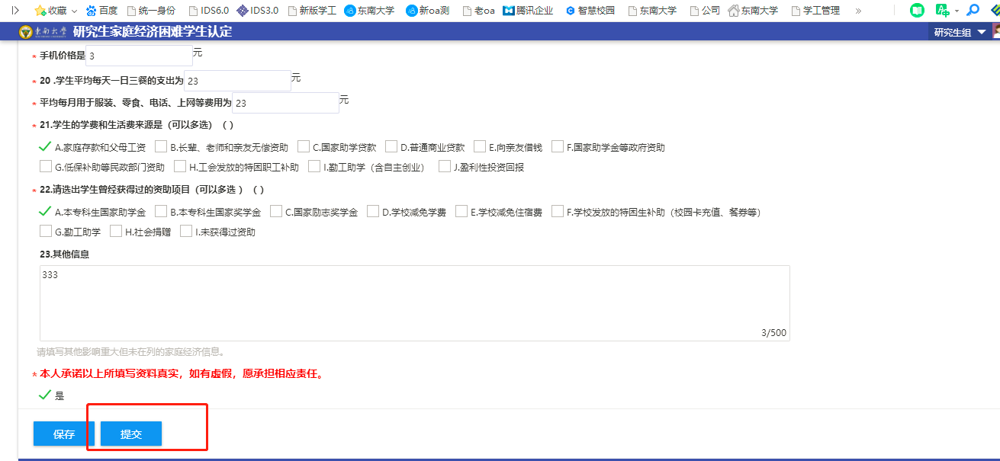 收藏 百度 统一身份 IDS6.0 IDS3.0 新版学工 东南大学 新oa测 老oa 腾讯企业 智慧校园 东南大学 公司 东南大学 学工管理 »
东南大学 研究生家庭经济困难学生认定 研究生组
* 手机价格是 3 元
* 20 .学生平均每天一日三餐的支出为 23 元
* 平均每月用于服装、零食、电话、上网等费用为 23 元
* 21.学生的学费和生活费来源是（可以多选）（ ）
A.家庭存款和父母工资 B.长辈、老师和亲友无偿资助 C.国家助学贷款 D.普通商业贷款 E.向亲友借钱 F.国家助学金等政府资助
G.低保补助等民政部门资助 H.工会发放的特困职工补助 I.勤工助学（含自主创业） J.盈利性投资回报
* 22.请选出学生曾经获得过的资助项目（可以多选 ）（ ）
A.本专科生国家助学金 B.本专科生国家奖学金 C.国家励志奖学金 D.学校减免学费 E.学校减免住宿费 F.学校发放的特困生补助（校园卡充值、餐券等）
G.勤工助学 H.社会捐赠 I.未获得过资助
23.其他信息
333
3/500
请填写其他影响重大但未在列的家庭经济信息。
* 本人承诺以上所填写资料真实，如有虚假，愿承担相应责任。
是
保存 提交